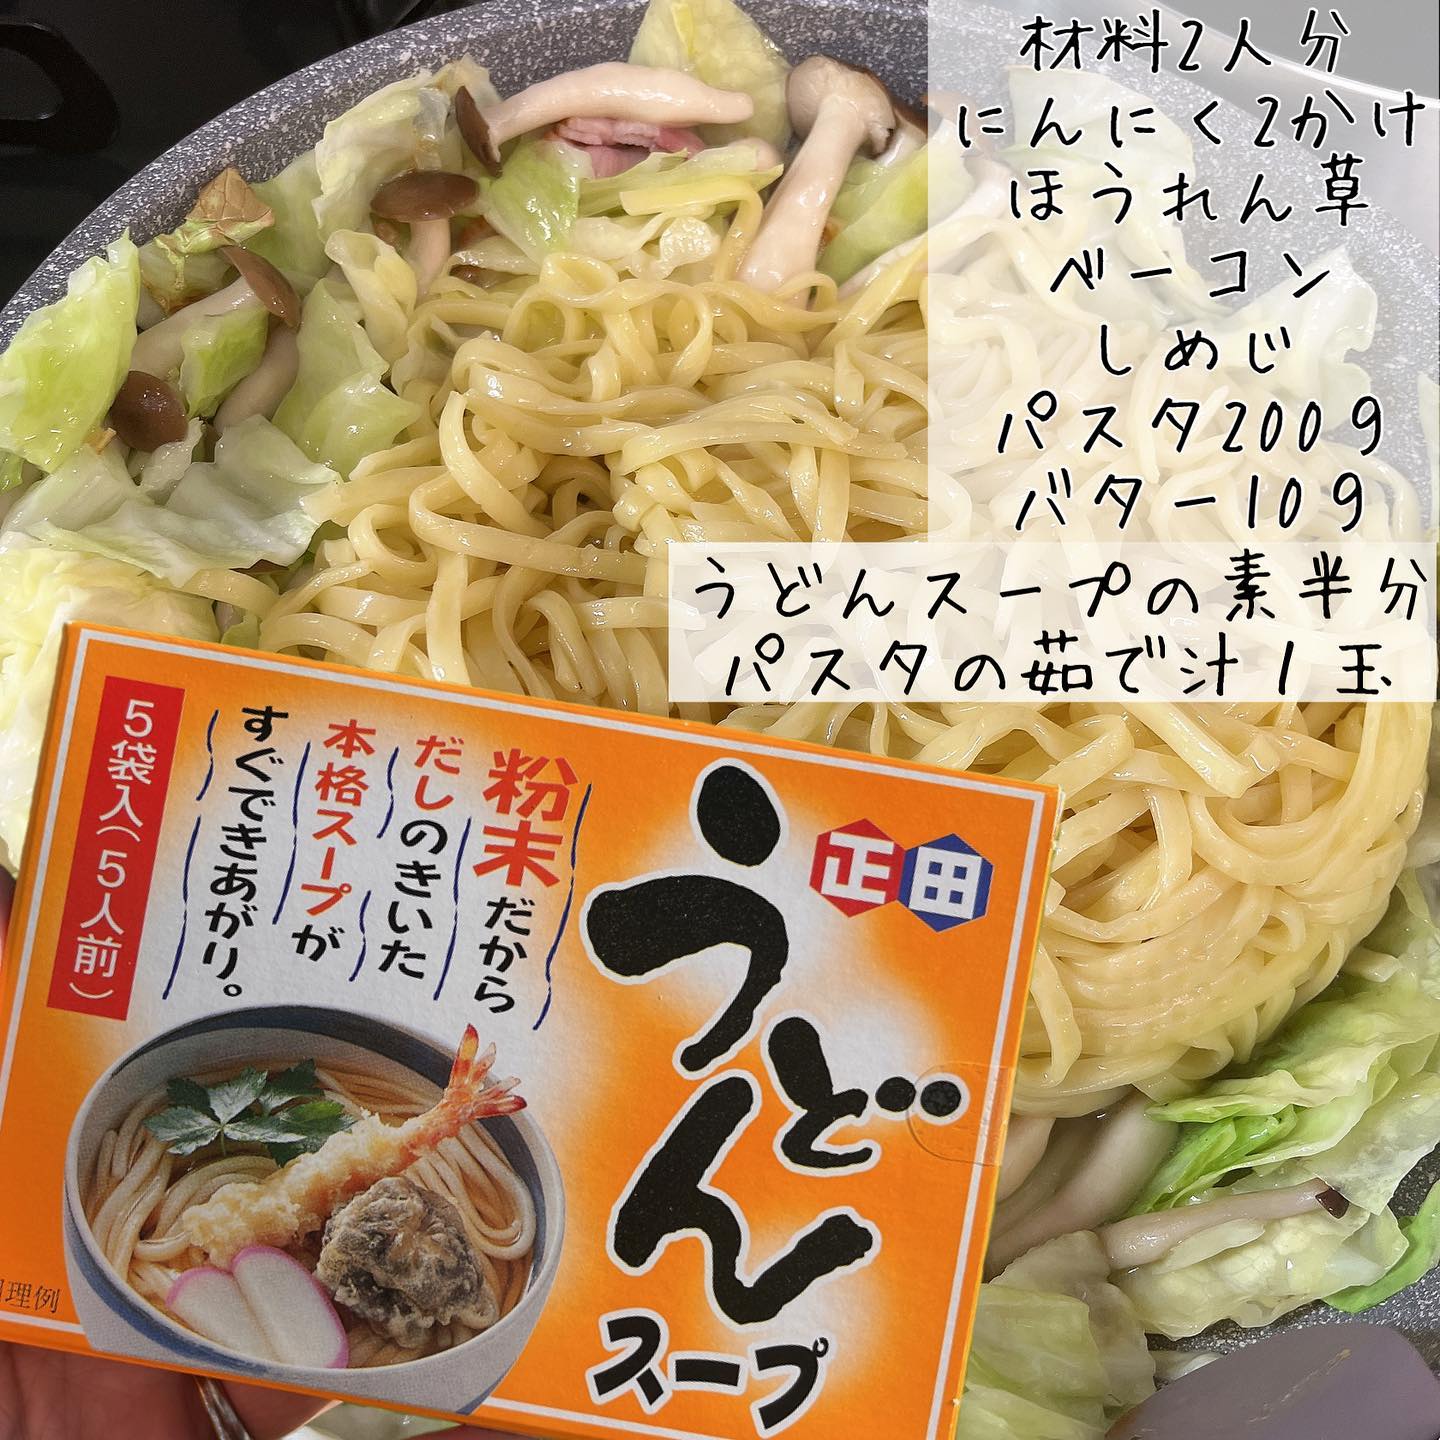 材料2人分
にんにく2かけ
ほうれん草
ベーコン
しめじ
パスタ200g
バター10g
うどんスープの素半分
パスタの茹で汁1玉
正田
うどん
スープ
粉末だから
だしのきいた
本格スープが
すぐできあがり。
5袋入(5人前)
理例